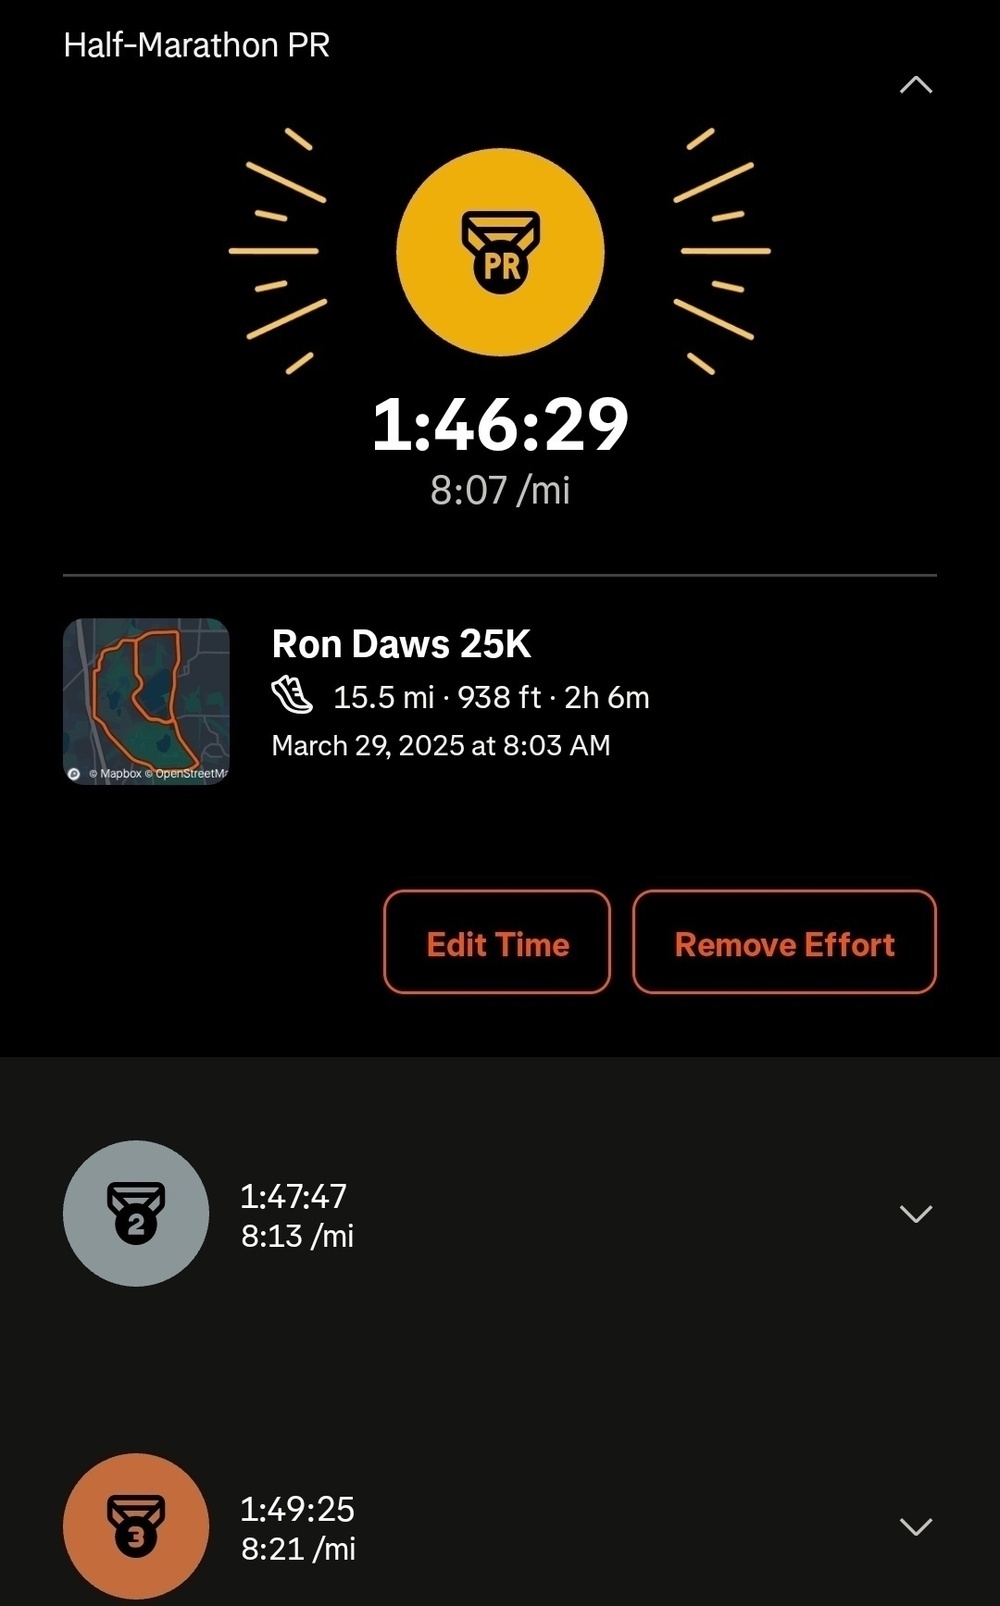 Half-Marathon PR
PR
1:46:29
8:07 /mi
Ron Daws 25K
15.5 mi · 938 ft · 2h 6m
March 29, 2025 at 8:03 AM
© Mapbox © OpenStreetMa
Edit Time
Remove Effort
2
1:47:47
8:13 /mi
3
1:49:25
8:21 /mi